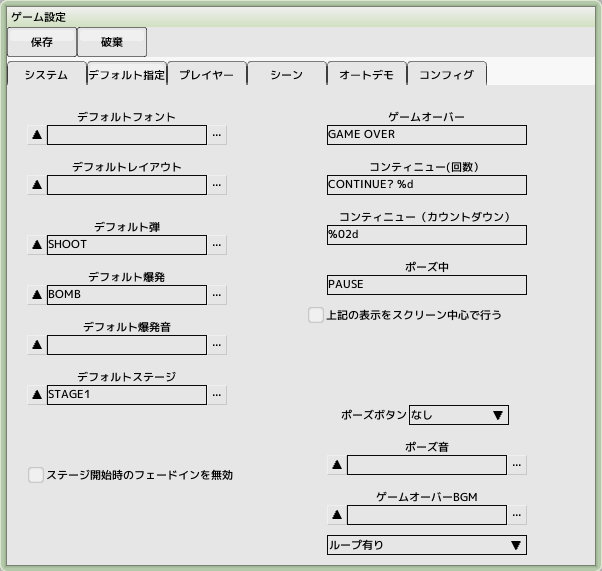 ゲーム設定
保存 破棄
システム デフォルト指定 プレイヤー シーン オートデモ コンフィグ
デフォルトフォント
▲ ...
デフォルトレイアウト
▲ ...
デフォルト弾
▲ SHOOT ...
デフォルト爆発
▲ BOMB ...
デフォルト爆発音
▲ ...
デフォルトステージ
▲ STAGE1 ...
ステージ開始時のフェードインを無効
ゲームオーバー
GAME OVER
コンティニュー(回数)
CONTINUE? %d
コンティニュー（カウントダウン）
%02d
ポーズ中
PAUSE
上記の表示をスクリーン中心で行う
ポーズボタン なし ▼
ポーズ音
▲ ...
ゲームオーバーBGM
▲ ...
ループ有り ▼